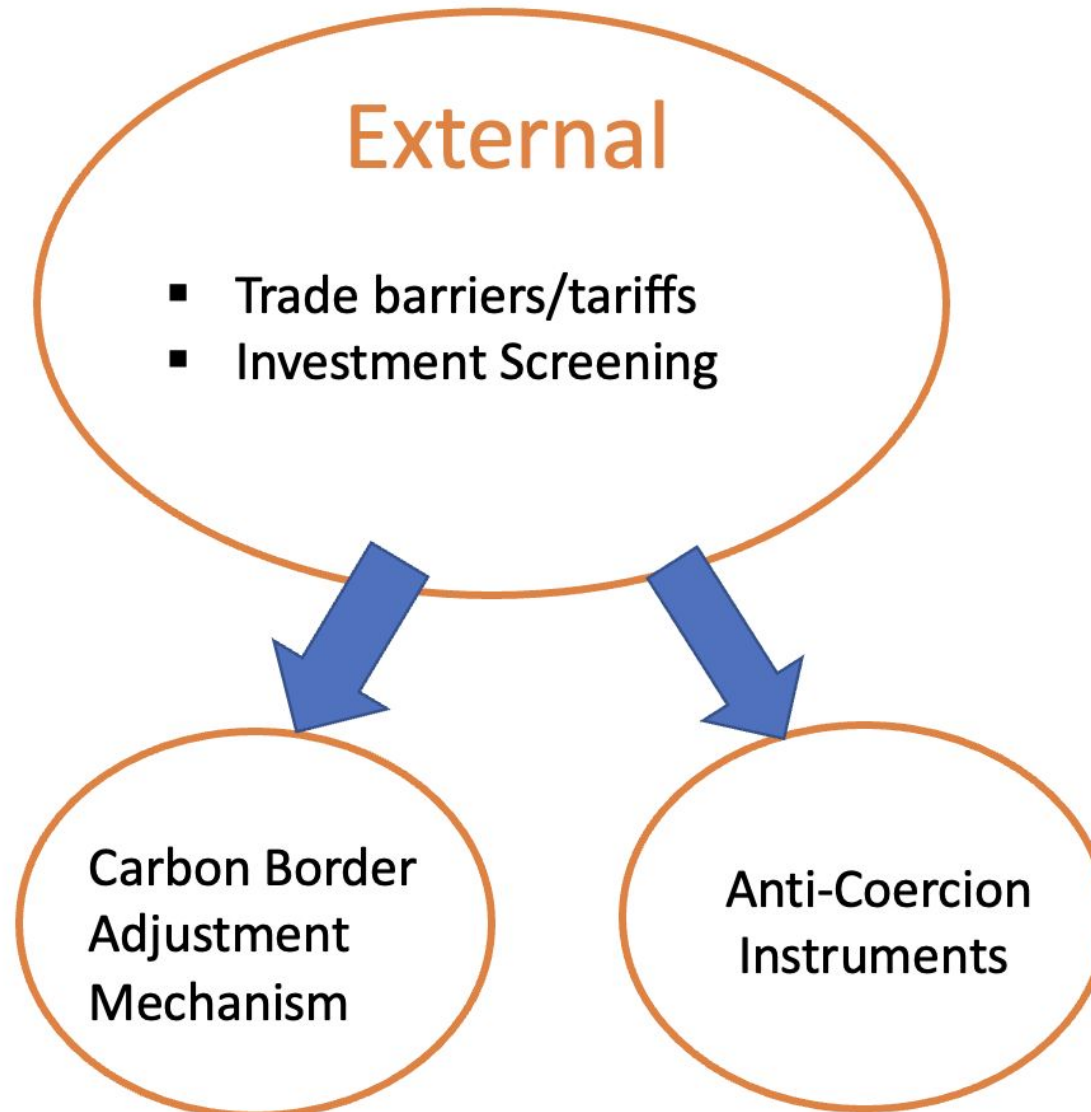 External
▪ Trade barriers/tariffs
▪ Investment Screening
Carbon Border
Adjustment
Mechanism
Anti-Coercion
Instruments